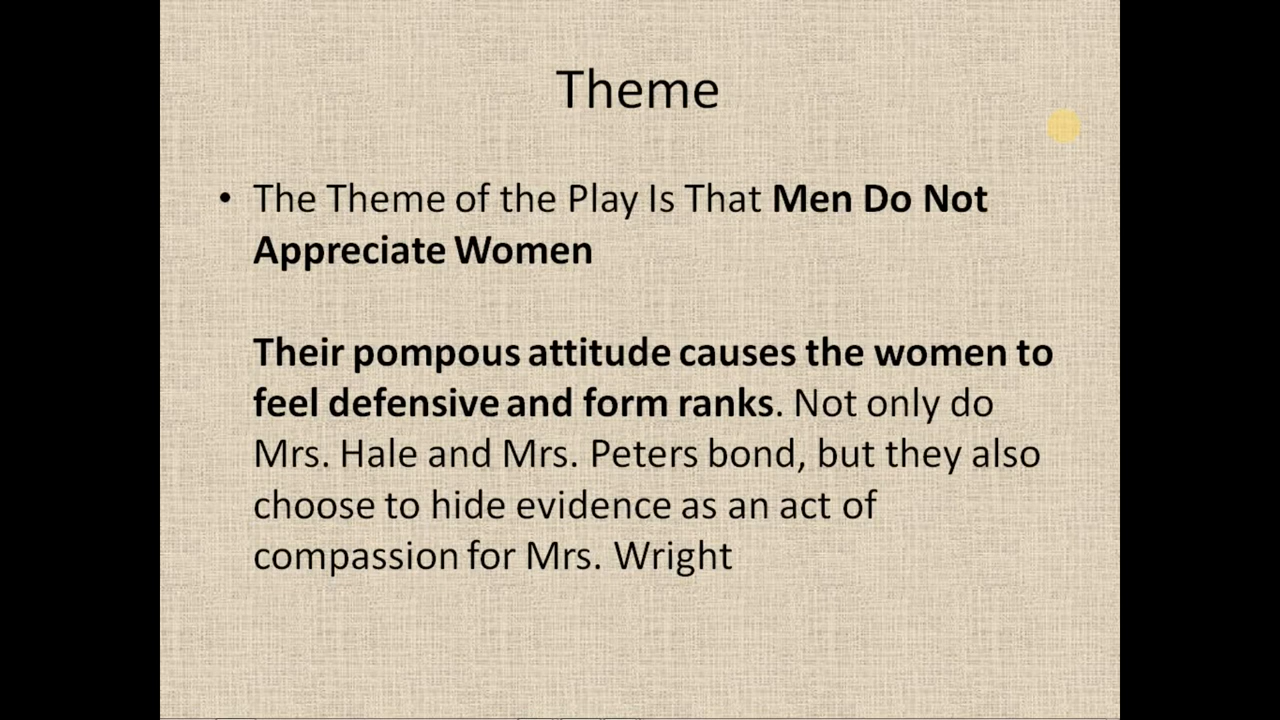 Theme
• The Theme of the Play Is That Men Do Not
Appreciate Women
Their pompous attitude causes the women to
feel defensive and form ranks. Not only do
Mrs. Hale and Mrs. Peters bond, but they also
choose to hide evidence as an act of
compassion for Mrs. Wright